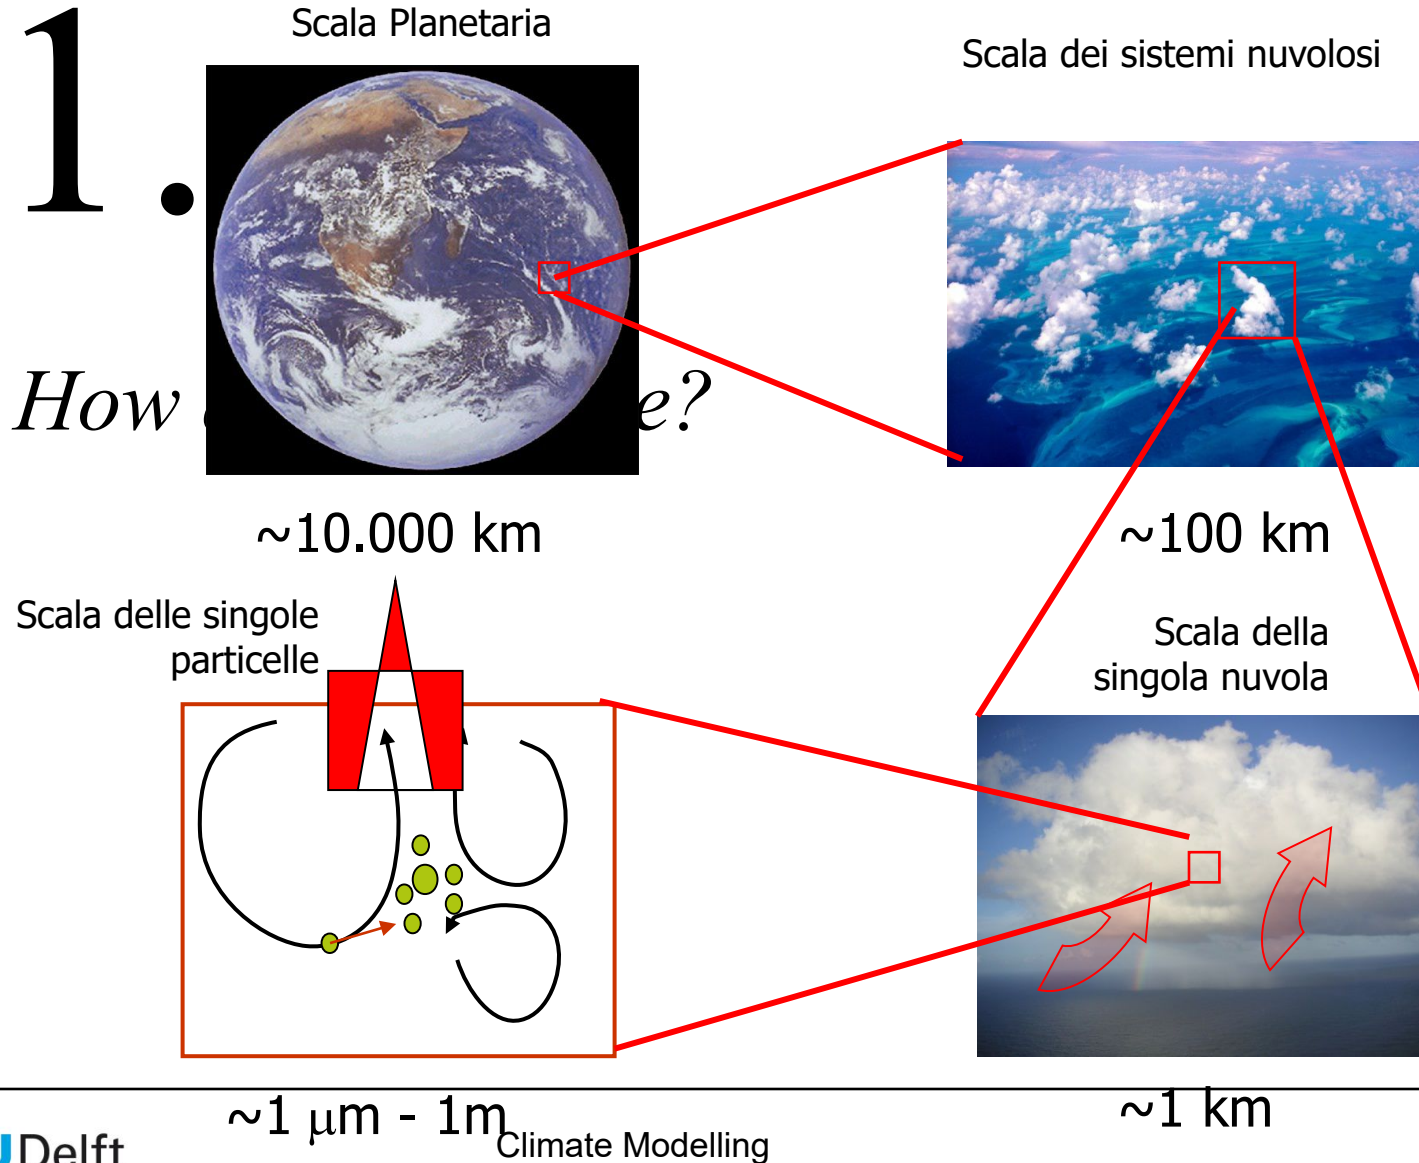 1.
Scala Planetaria
Scala dei sistemi nuvolosi
How e?
~10.000 km
~100 km
Scala delle singole
particelle
Scala della
singola nuvola
~1 μm - 1m
~1 km
Delft
Climate Modelling